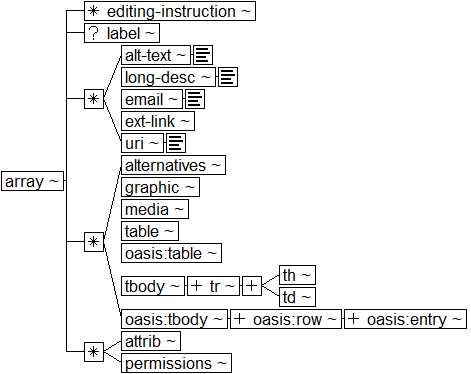 * editing-instruction ~
? label ~
alt-text ~
long-desc ~
* email ~
ext-link ~
uri ~
array ~
alternatives ~
graphic ~
media ~
table ~
* oasis:table ~
th ~
tbody ~ + tr ~ +
td ~
oasis:tbody ~ + oasis:row ~ + oasis:entry ~
attrib ~
*
permissions ~